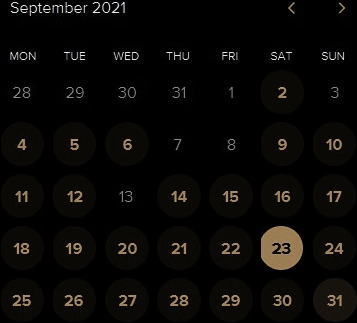 September 2021
MON TUE WED THU FRI SAT SUN
28 29 30 31 1 2 3
4 5 6 7 8 9 10
11 12 13 14 15 16 17
18 19 20 21 22 23 24
25 26 27 28 29 30 31